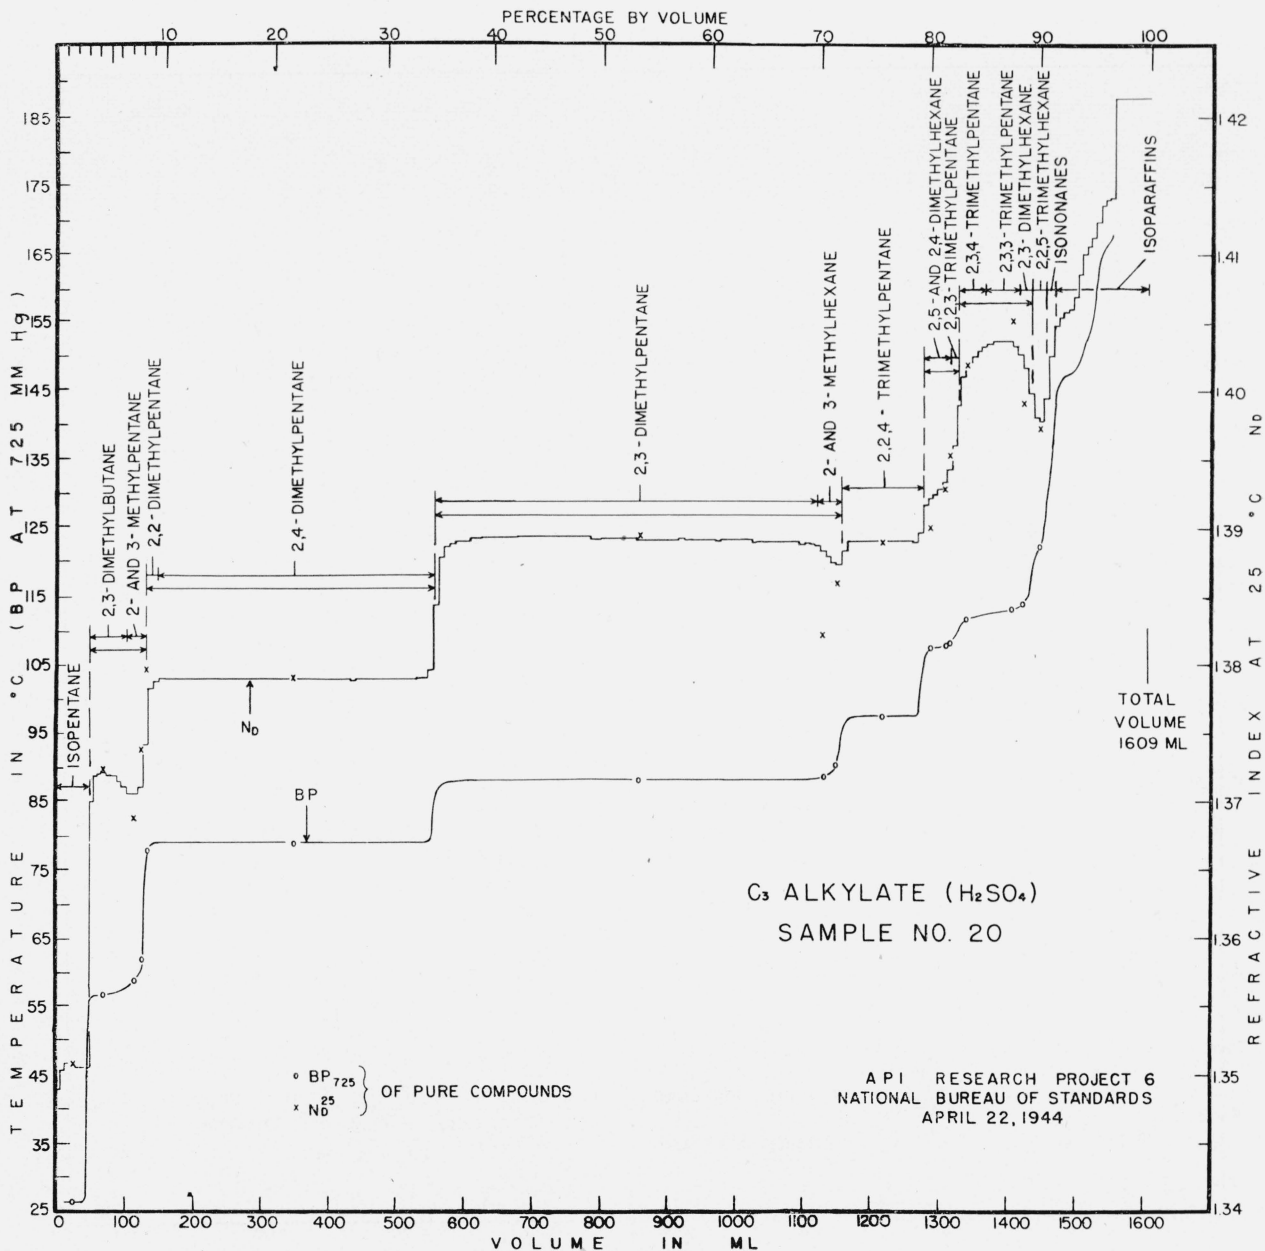 PERCENTAGE BY VOLUME
10 20 30 40 50 60 70 80 90 100
TEMPERATURE IN °C (BP AT 725 MM Hg)
185
175
165
155
145
135
125
115
105
95
85
75
65
55
45
35
25
1.42
1.41
1.40
1.39
1.38
1.37
1.36
1.35
1.34
REFRACTIVE INDEX AT 25 °C ND
ISOPENTANE
2,3-DIMETHYLBUTANE
2- AND 3-METHYLPENTANE
2,2-DIMETHYLPENTANE
2,4-DIMETHYLPENTANE
2,3-DIMETHYLPENTANE
2- AND 3-METHYLHEXANE
2,2,4- TRIMETHYLPENTANE
2,5- AND 2,4-DIMETHYLHEXANE
2,2,3-TRIMETHYLPENTANE
2,3,4-TRIMETHYLPENTANE
2,3,3-TRIMETHYLPENTANE
2,3-DIMETHYLHEXANE
2,2,5-TRIMETHYLHEXANE
ISONONANES
ISOPARAFFINS
ND
BP
TOTAL
VOLUME
1609 ML
C3 ALKYLATE (H2SO4)
SAMPLE NO. 20
o BP725
x ND25
OF PURE COMPOUNDS
API RESEARCH PROJECT 6
NATIONAL BUREAU OF STANDARDS
APRIL 22, 1944
0 100 200 300 400 500 600 700 800 900 1000 1100 1205 1300 1400 1500 1600
VOLUME IN ML